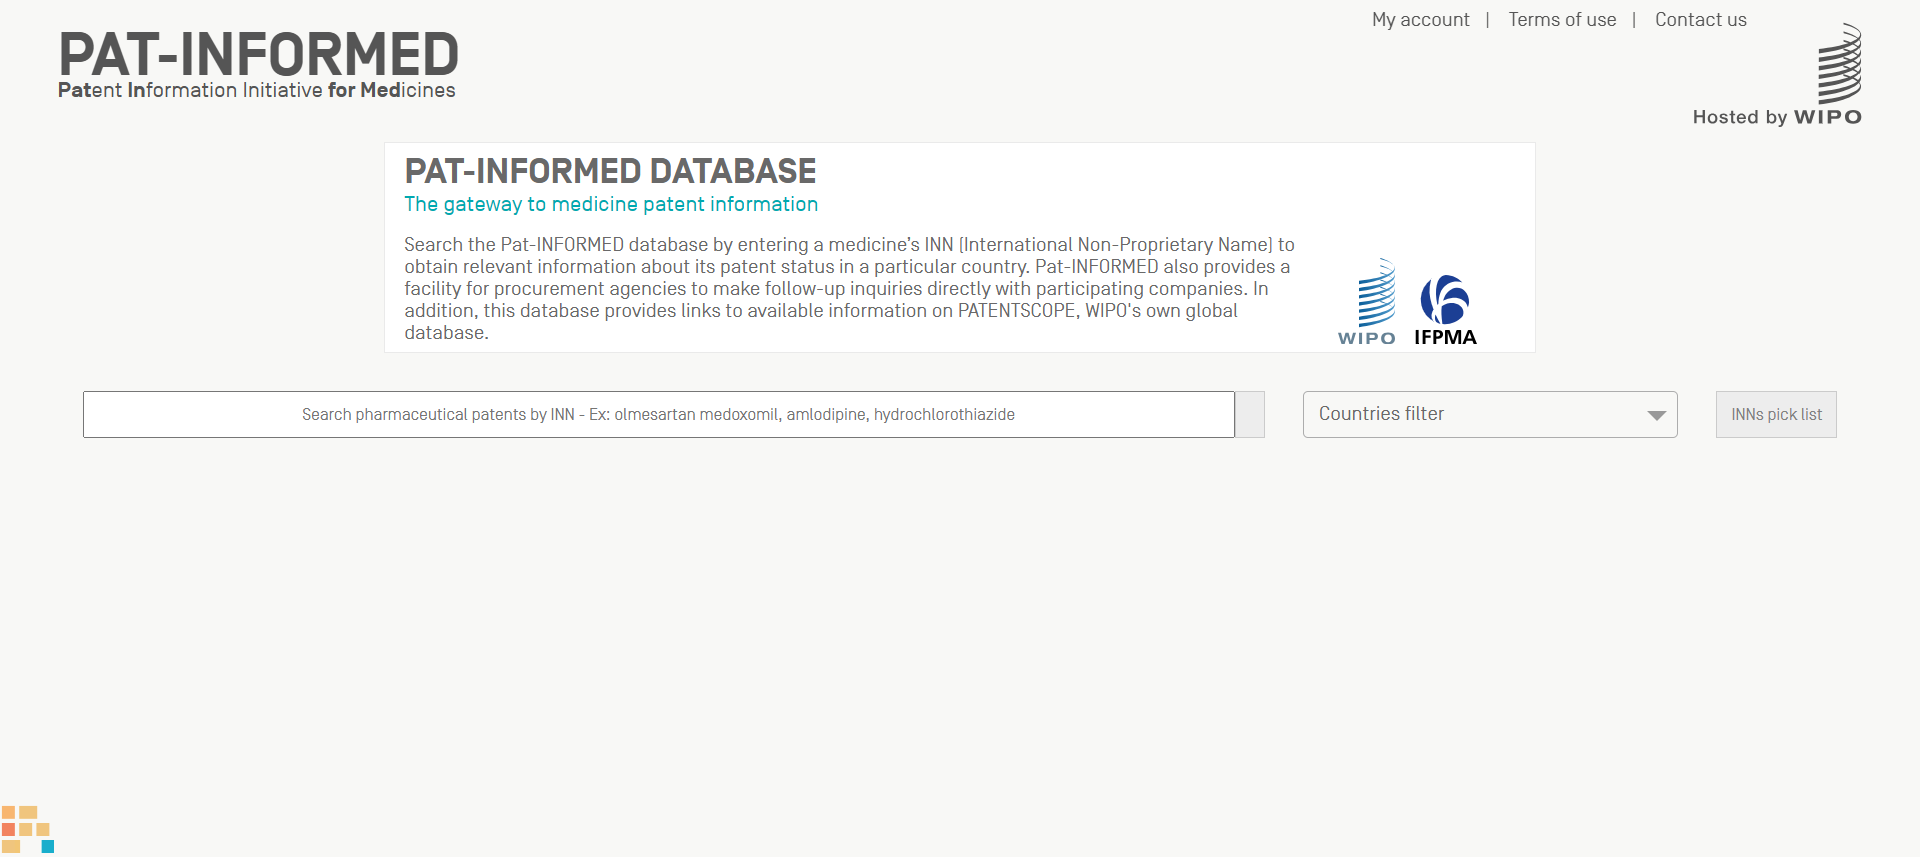 My account | Terms of use | Contact us
PAT-INFORMED
Patent Information Initiative for Medicines
Hosted by WIPO
PAT-INFORMED DATABASE
The gateway to medicine patent information
Search the Pat-INFORMED database by entering a medicine’s INN (International Non-Proprietary Name) to
obtain relevant information about its patent status in a particular country. Pat-INFORMED also provides a
facility for procurement agencies to make follow-up inquiries directly with participating companies. In
addition, this database provides links to available information on PATENTSCOPE, WIPO's own global
database.
WIPO IFPMA
Search pharmaceutical patents by INN - Ex: olmesartan medoxomil, amlodipine, hydrochlorothiazide
Countries filter
INNs pick list